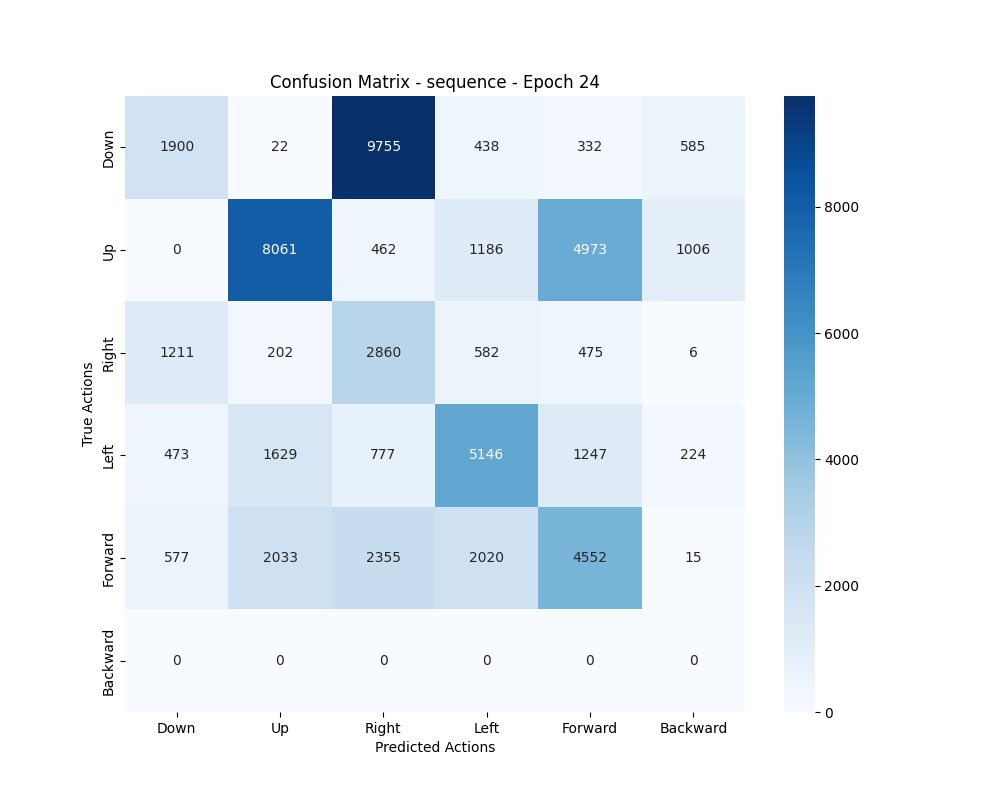 Confusion Matrix - sequence - Epoch 24
True Actions
Down 1900 22 9755 438 332 585
Up 0 8061 462 1186 4973 1006
Right 1211 202 2860 582 475 6
Left 473 1629 777 5146 1247 224
Forward 577 2033 2355 2020 4552 15
Backward 0 0 0 0 0 0
Down Up Right Left Forward Backward
Predicted Actions
8000
6000
4000
2000
0